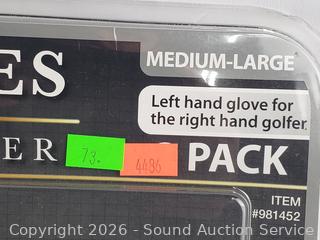 MEDIUM-LARGE
ES
Left hand glove for
the right hand golfer
ER
73.
4486
PACK
ITEM
#981452
Copyright 2026 - Sound Auction Service